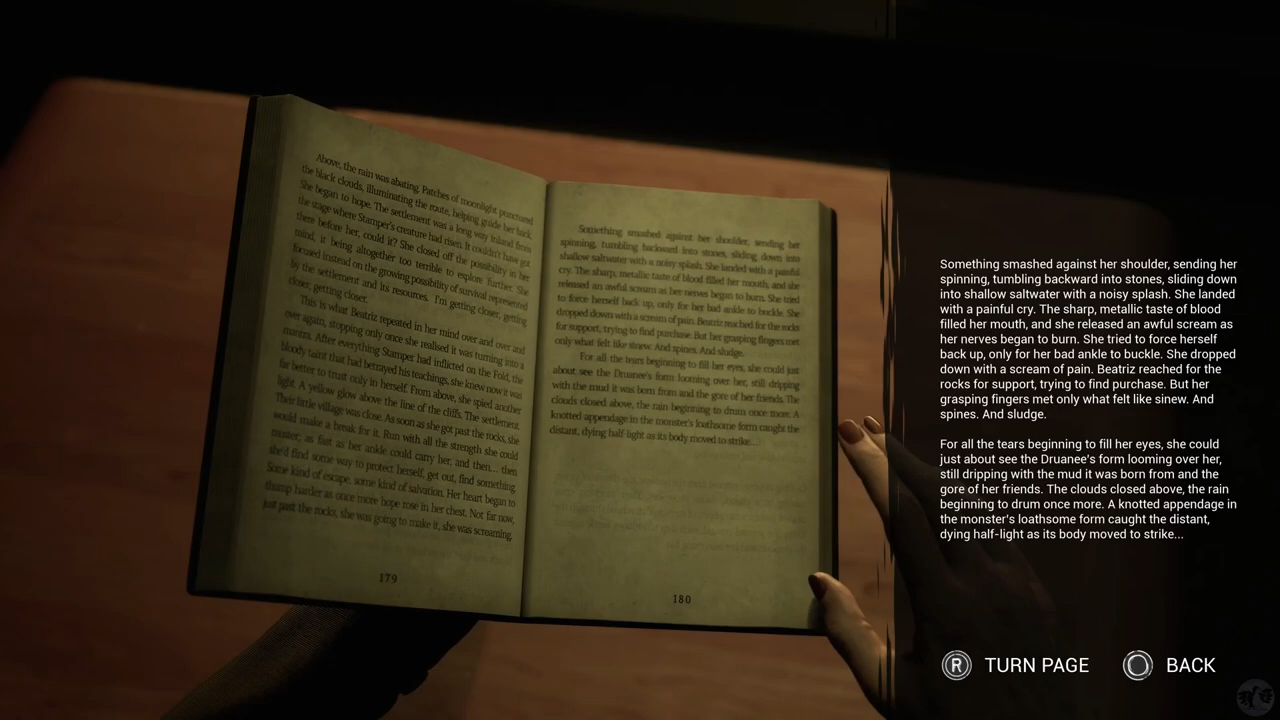 Above, the rain was abating. Patches of moonlight punctured
the black clouds, illuminating the route, helping guide her back.
She began to hope. The settlement was a long way inland from
the stage where Stamper's creature had risen. It couldn't have got
there before her, could it? She closed off the possibility in her
mind, it being altogether too terrible to explore further. She
focused instead on the growing possibility of survival represented
by the settlement and its resources. I'm getting closer, getting
closer, getting closer.
This is what Beatriz repeated in her mind over and over and
over again, stopping only once she realised it was turning into a
mantra. After everything Stamper had inflicted on the Fold, the
bloody taint that had betrayed his teachings, she knew now it was
far better to trust only in herself. From above, she spied another
light. A yellow glow above the line of the cliffs. The settlement.
Their little village was close. As soon as she got past the rocks, she
would make a break for it. Run with all the strength she could
muster, as fast as her ankle could carry her, and then... then
she'd find some way to protect herself, get out, find something.
Some kind of escape, some kind of salvation. Her heart began to
thump harder as once more hope rose in her chest. Not far now,
just past the rocks, she was going to make it, she was screaming,
179
Something smashed against her shoulder, sending her
spinning, tumbling backward into stones, sliding down into
shallow saltwater with a noisy splash. She landed with a painful
cry. The sharp, metallic taste of blood filled her mouth, and she
released an awful scream as her nerves began to burn. She tried
to force herself back up, only for her bad ankle to buckle. She
dropped down with a scream of pain. Beatriz reached for the rocks
for support, trying to find purchase. But her grasping fingers met
only what felt like sinew. And spines. And sludge.
For all the tears beginning to fill her eyes, she could just
about see the Druanee's form looming over her, still dripping
with the mud it was born from and the gore of her friends. The
clouds closed above, the rain beginning to drum once more. A
knotted appendage in the monster's loathsome form caught the
distant, dying half-light as its body moved to strike...
180
Something smashed against her shoulder, sending her
spinning, tumbling backward into stones, sliding down
into shallow saltwater with a noisy splash. She landed
with a painful cry. The sharp, metallic taste of blood
filled her mouth, and she released an awful scream as
her nerves began to burn. She tried to force herself
back up, only for her bad ankle to buckle. She dropped
down with a scream of pain. Beatriz reached for the
rocks for support, trying to find purchase. But her
grasping fingers met only what felt like sinew. And
spines. And sludge.
For all the tears beginning to fill her eyes, she could
just about see the Druanee's form looming over her,
still dripping with the mud it was born from and the
gore of her friends. The clouds closed above, the rain
beginning to drum once more. A knotted appendage in
the monster's loathsome form caught the distant,
dying half-light as its body moved to strike...
R TURN PAGE
BACK